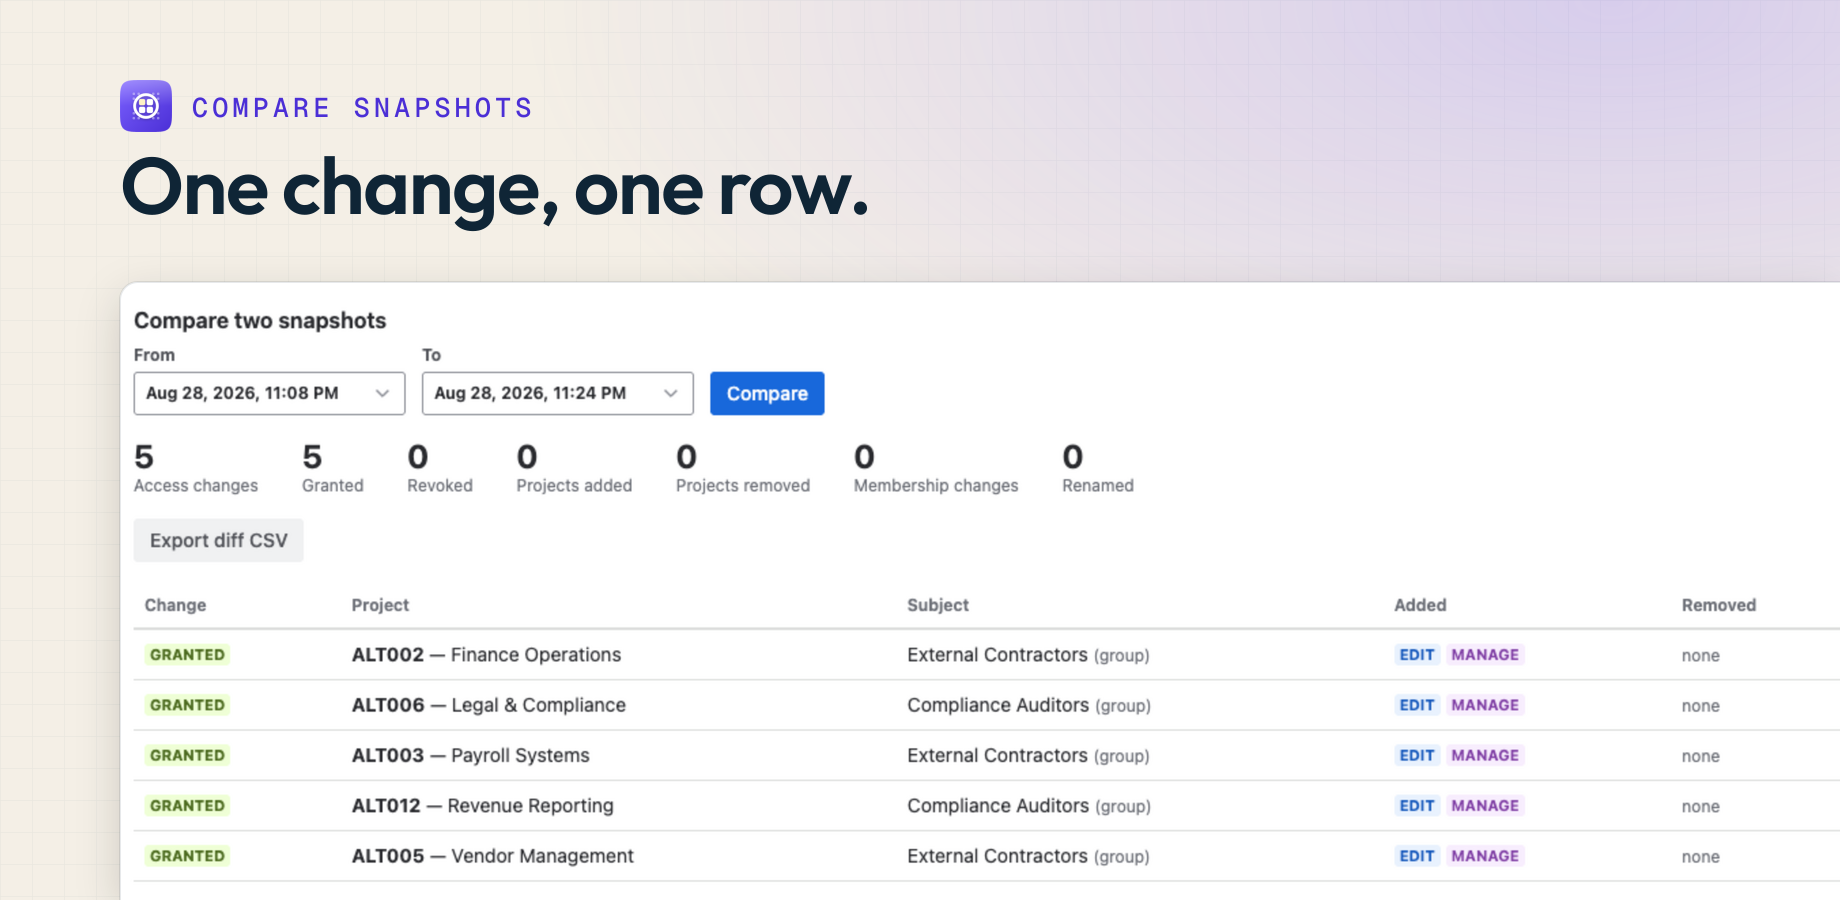 COMPARE SNAPSHOTS
One change, one row.
Compare two snapshots
From To
Aug 28, 2026, 11:08 PM Aug 28, 2026, 11:24 PM Compare
5 5 0 0 0 0 0
Access changes Granted Revoked Projects added Projects removed Membership changes Renamed
Export diff CSV
Change Project Subject Added Removed
GRANTED ALT002 — Finance Operations External Contractors (group) EDIT MANAGE none
GRANTED ALT006 — Legal & Compliance Compliance Auditors (group) EDIT MANAGE none
GRANTED ALT003 — Payroll Systems External Contractors (group) EDIT MANAGE none
GRANTED ALT012 — Revenue Reporting Compliance Auditors (group) EDIT MANAGE none
GRANTED ALT005 — Vendor Management External Contractors (group) EDIT MANAGE none